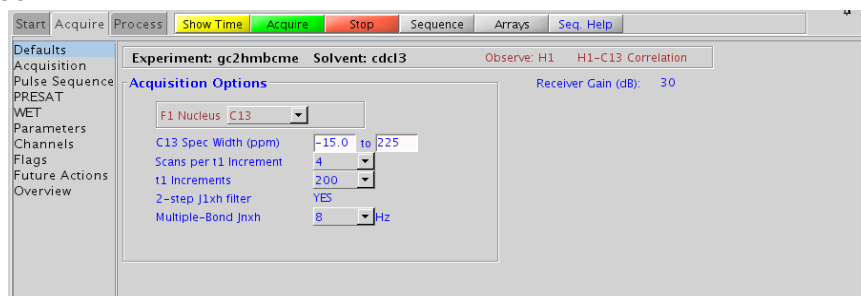 Start Acquire Process Show Time Acquire Stop Sequence Arrays Seq. Help
Defaults
Acquisition
Pulse Sequence
PRESAT
WET
Parameters
Channels
Flags
Future Actions
Overview
Experiment: gc2hmbcme Solvent: cdcl3 Observe: H1 H1-C13 Correlation
Acquisition Options Receiver Gain (dB): 30
F1 Nucleus C13
C13 Spec Width (ppm) -15.0 to 225
Scans per t1 Increment 4
t1 Increments 200
2-step J1xh filter YES
Multiple-Bond Jnxh 8 Hz